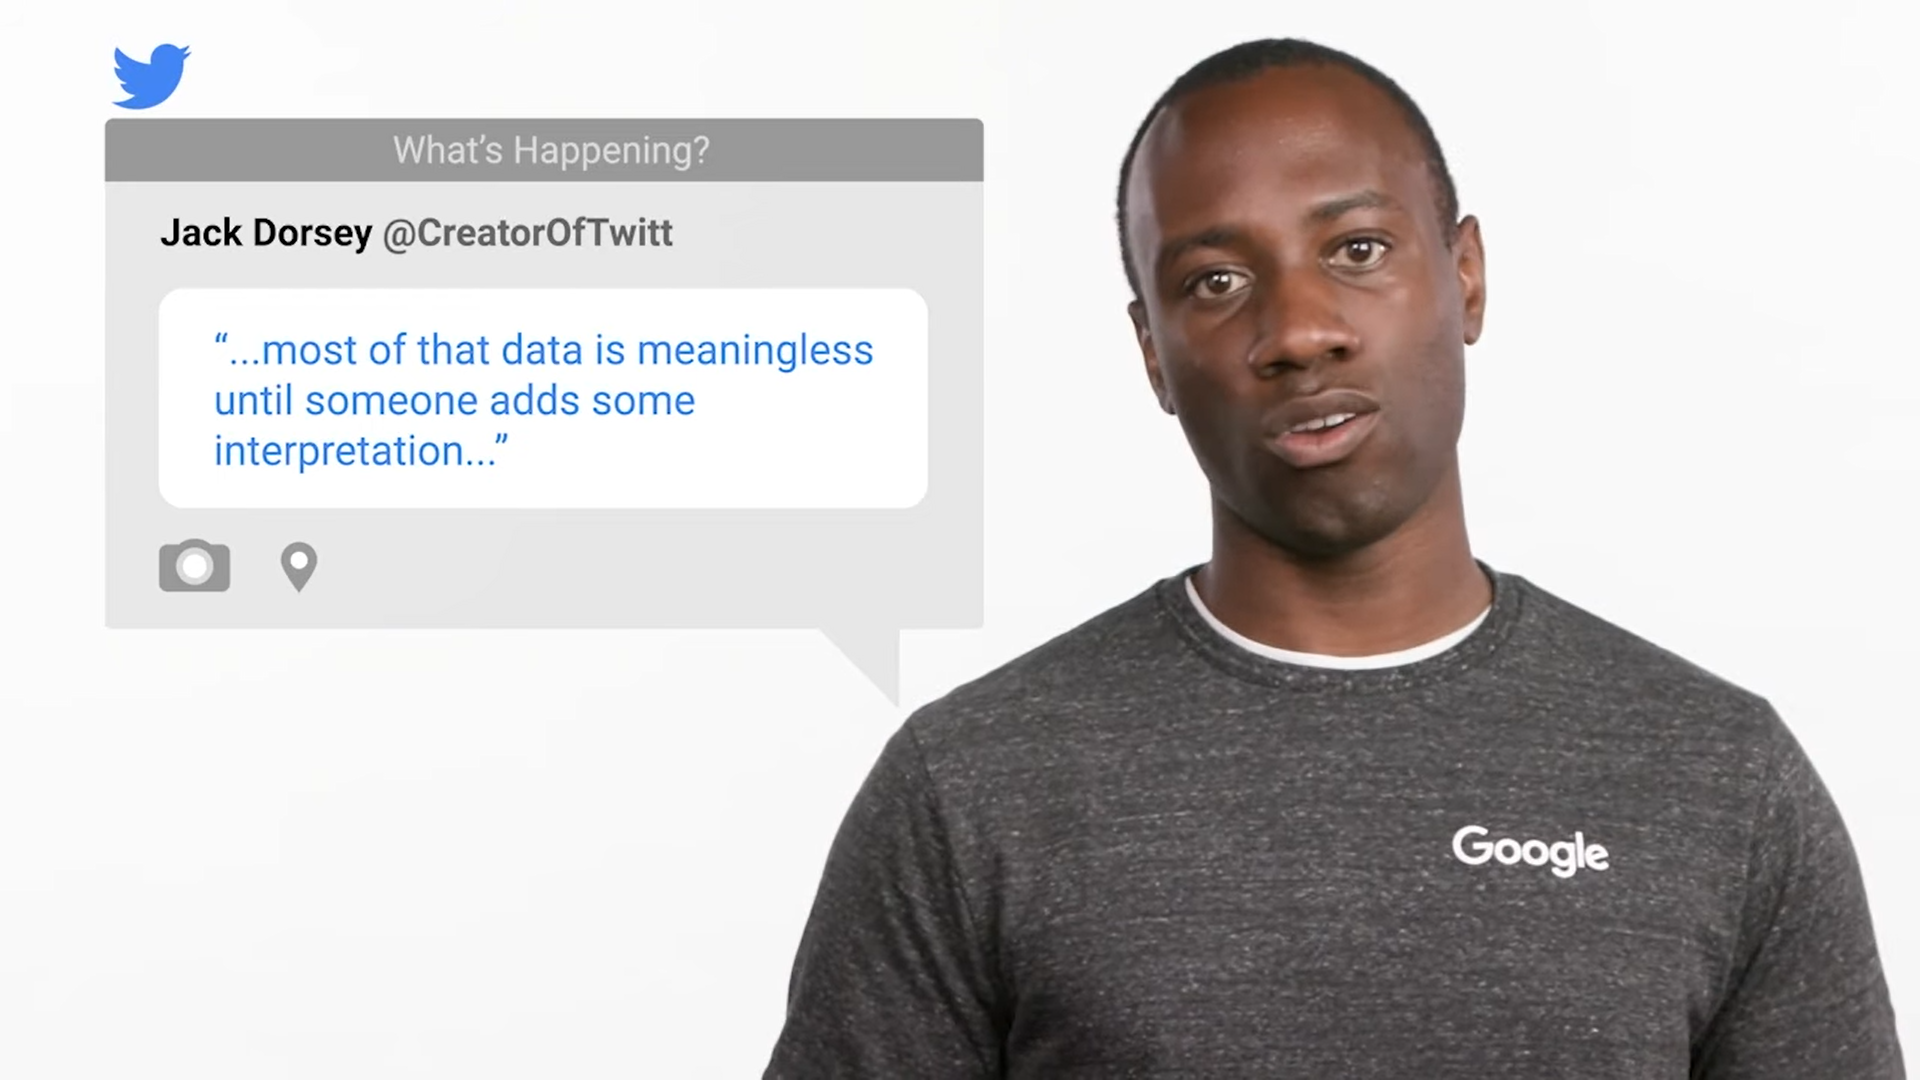 What's Happening?
Jack Dorsey @CreatorOfTwitt
“...most of that data is meaningless
until someone adds some
interpretation...”
Google